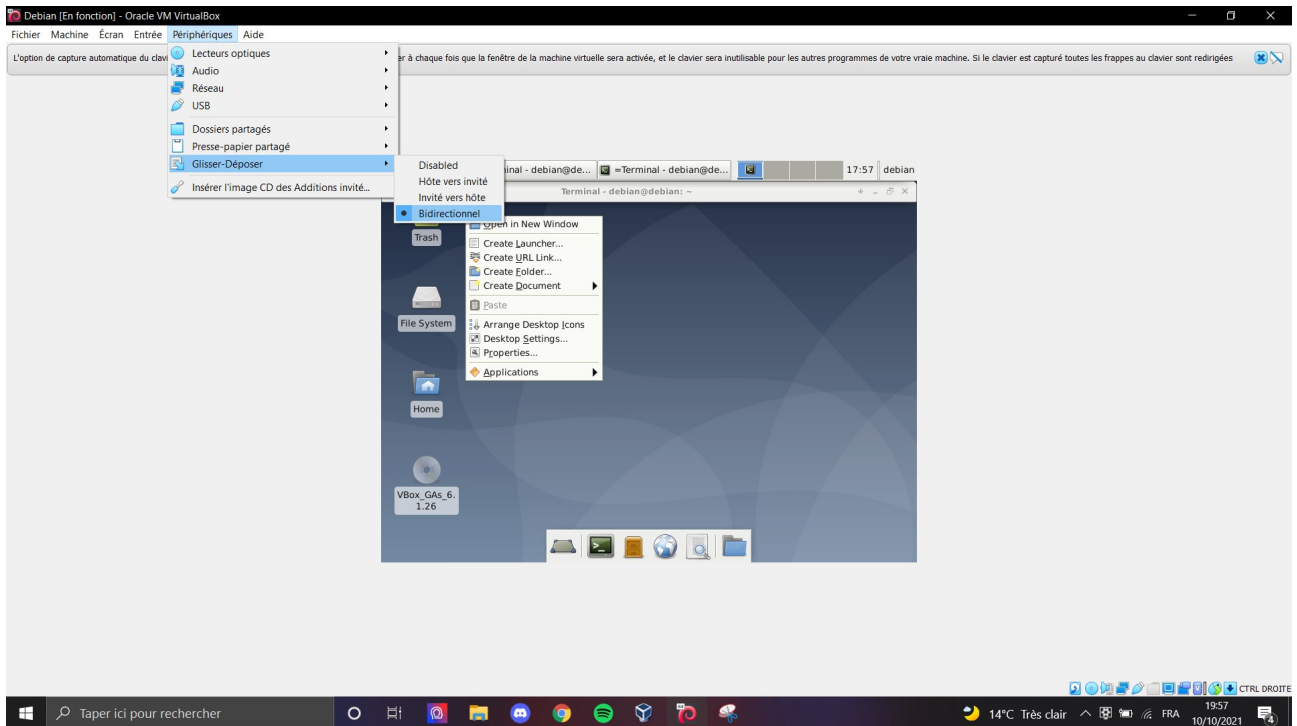 Debian [En fonction] - Oracle VM VirtualBox
Fichier Machine Écran Entrée Périphériques Aide
L'option de capture automatique du clavi
er à chaque fois que la fenêtre de la machine virtuelle sera activée, et le clavier sera inutilisable pour les autres programmes de votre vraie machine. Si le clavier est capturé toutes les frappes au clavier sont redirigées
Lecteurs optiques
Audio
Réseau
USB
Dossiers partagés
Presse-papier partagé
Glisser-Déposer
Insérer l'image CD des Additions invité...
Disabled
Hôte vers invité
Invité vers hôte
Bidirectionnel
inal - debian@de...
=Terminal - debian@de...
17:57 debian
Terminal - debian@debian: ~
Open in New Window
Create Launcher...
Create URL Link...
Create Folder...
Create Document
Paste
Arrange Desktop Icons
Desktop Settings...
Properties...
Applications
Trash
File System
Home
VBox_GAs_6.
1.26
CTRL DROITE
Taper ici pour rechercher
14°C Très clair
FRA
19:57
10/10/2021
4